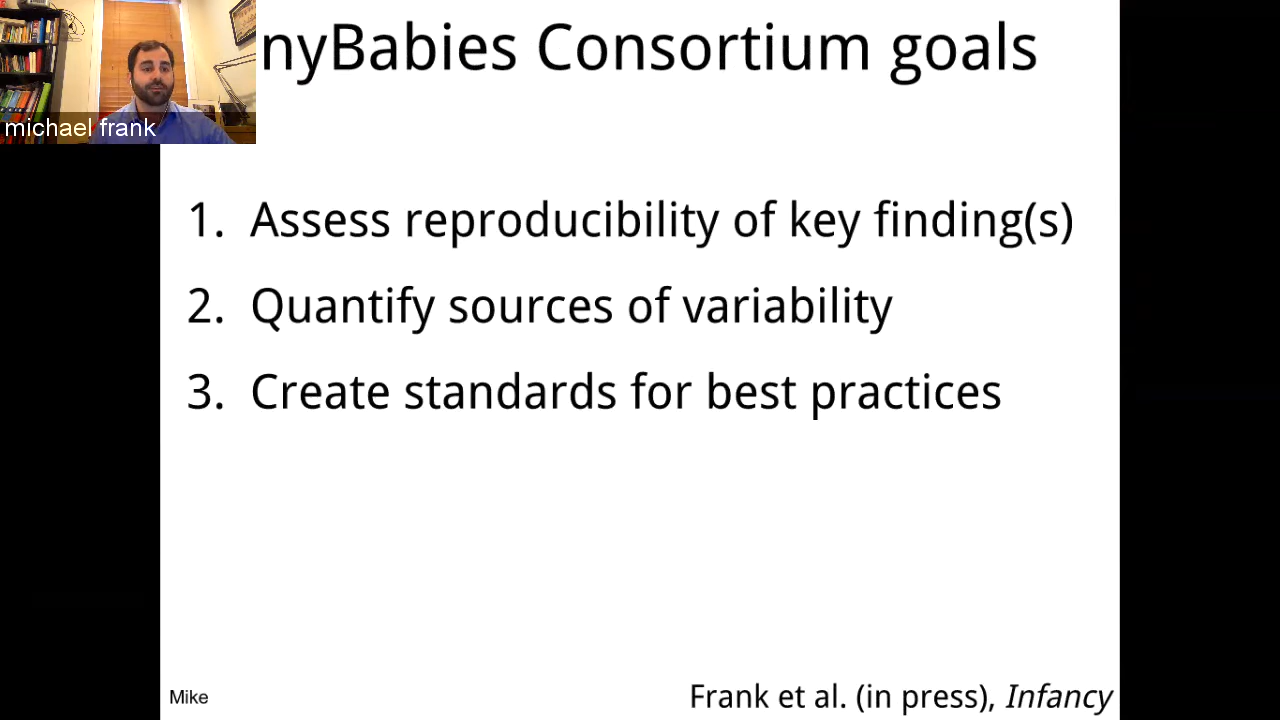 nyBabies Consortium goals
michael frank
1. Assess reproducibility of key finding(s)
2. Quantify sources of variability
3. Create standards for best practices
Mike
Frank et al. (in press), Infancy